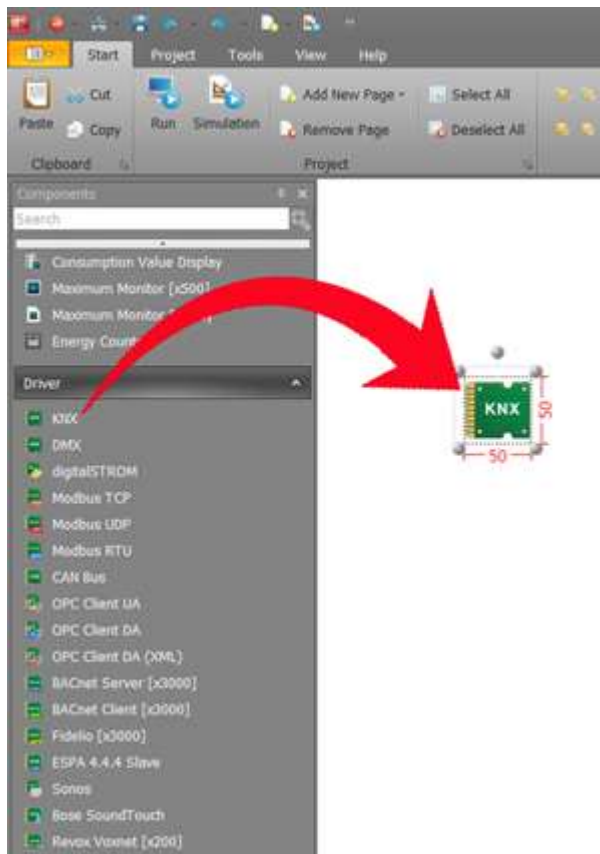 Start Project Tools View Help
Paste
Cut
Copy
Run
Simulation
Add New Page
Remove Page
Select All
Deselect All
Clipboard
Project
Components
Search
Consumption Value Display
Maximum Monitor [x500]
Maximum Monitor
Energy Count
Driver
KNX
DMX
digitalSTROM
Modbus TCP
Modbus UDP
Modbus RTU
CAN Bus
OPC Client UA
OPC Client DA
OPC Client DA (XML)
BACnet Server [x3000]
BACnet Client [x3000]
Fidelio [x3000]
ESPA 4.4.4 Slave
Sonos
Bose SoundTouch
Revox Voxnet [x200]
KNX
50
50